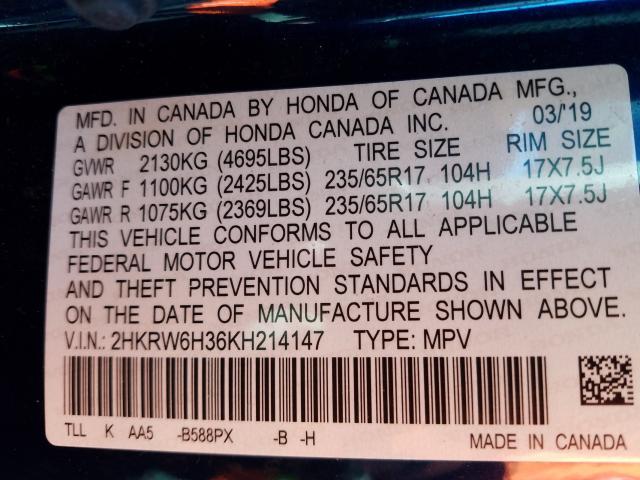 MFD. IN CANADA BY HONDA OF CANADA MFG.,
A DIVISION OF HONDA CANADA INC. 03/'19
GVWR 2130KG (4695LBS) TIRE SIZE RIM SIZE
GAWR F 1100KG (2425LBS) 235/65R17 104H 17X7.5J
GAWR R 1075KG (2369LBS) 235/65R17 104H 17X7.5J
THIS VEHICLE CONFORMS TO ALL APPLICABLE
FEDERAL MOTOR VEHICLE SAFETY
AND THEFT PREVENTION STANDARDS IN EFFECT
ON THE DATE OF MANUFACTURE SHOWN ABOVE.
V.I.N.: 2HKRW6H36KH214147 TYPE: MPV
TLL K AA5 -B588PX -B -H
MADE IN CANADA